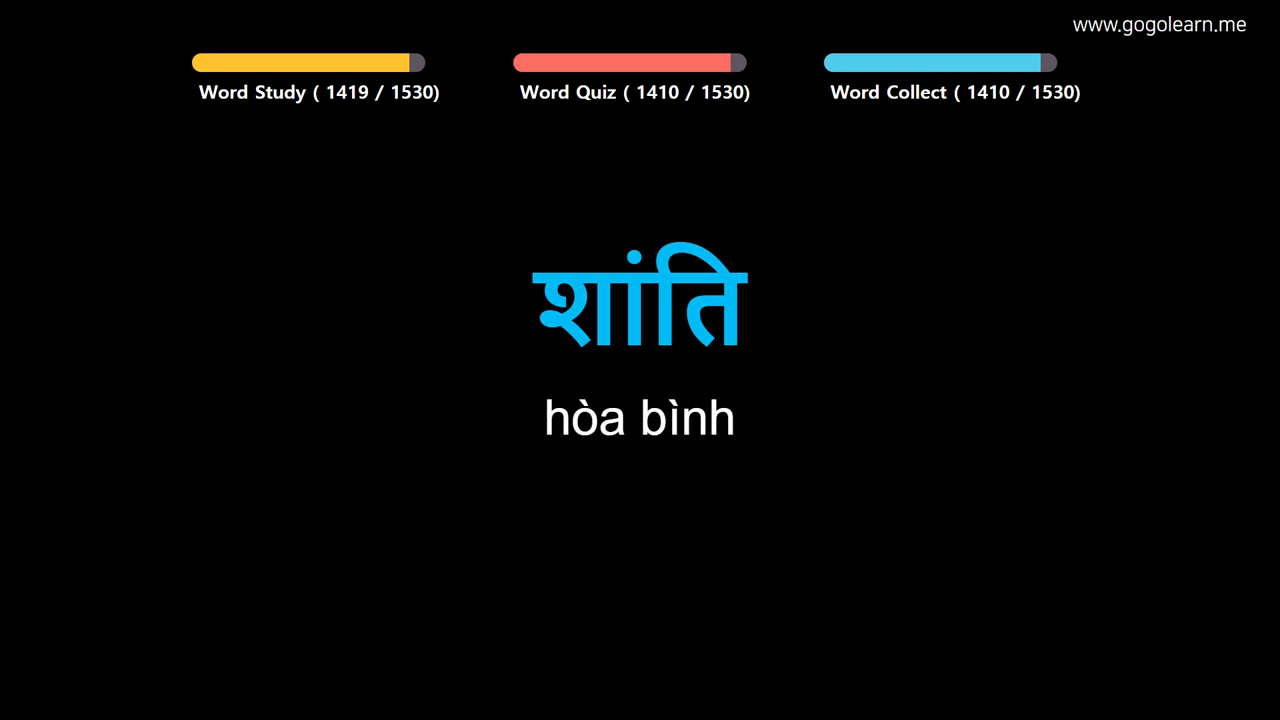 www.gogolearn.me
Word Study ( 1419 / 1530)
Word Quiz ( 1410 / 1530)
Word Collect ( 1410 / 1530)
शांति
hòa bình